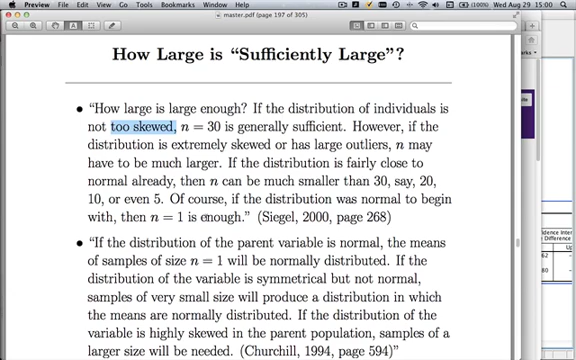 Preview File Edit View Go Tools Bookmarks Window Help (100%) Wed Aug 29 15:00
master.pdf (page 197 of 305)
How Large is “Sufficiently Large”?
• “How large is large enough? If the distribution of individuals is
not too skewed, n = 30 is generally sufficient. However, if the
distribution is extremely skewed or has large outliers, n may
have to be much larger. If the distribution is fairly close to
normal already, then n can be much smaller than 30, say, 20,
10, or even 5. Of course, if the distribution was normal to begin
with, then n = 1 is enough.” (Siegel, 2000, page 268)
• “If the distribution of the parent variable is normal, the means
of samples of size n = 1 will be normally distributed. If the
distribution of the variable is symmetrical but not normal,
samples of very small size will produce a distribution in which
the means are normally distributed. If the distribution of the
variable is highly skewed in the parent population, samples of a
larger size will be needed. (Churchill, 1994, page 594)”
fidence Inter
Difference
Up
62
80